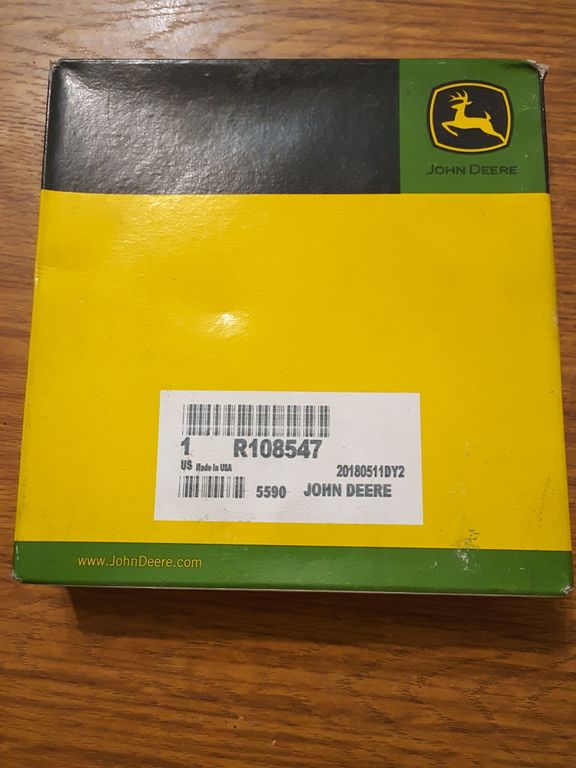 JOHN DEERE
1 R108547
US Made In USA 20180511DY2
5590 JOHN DEERE
www.JohnDeere.com